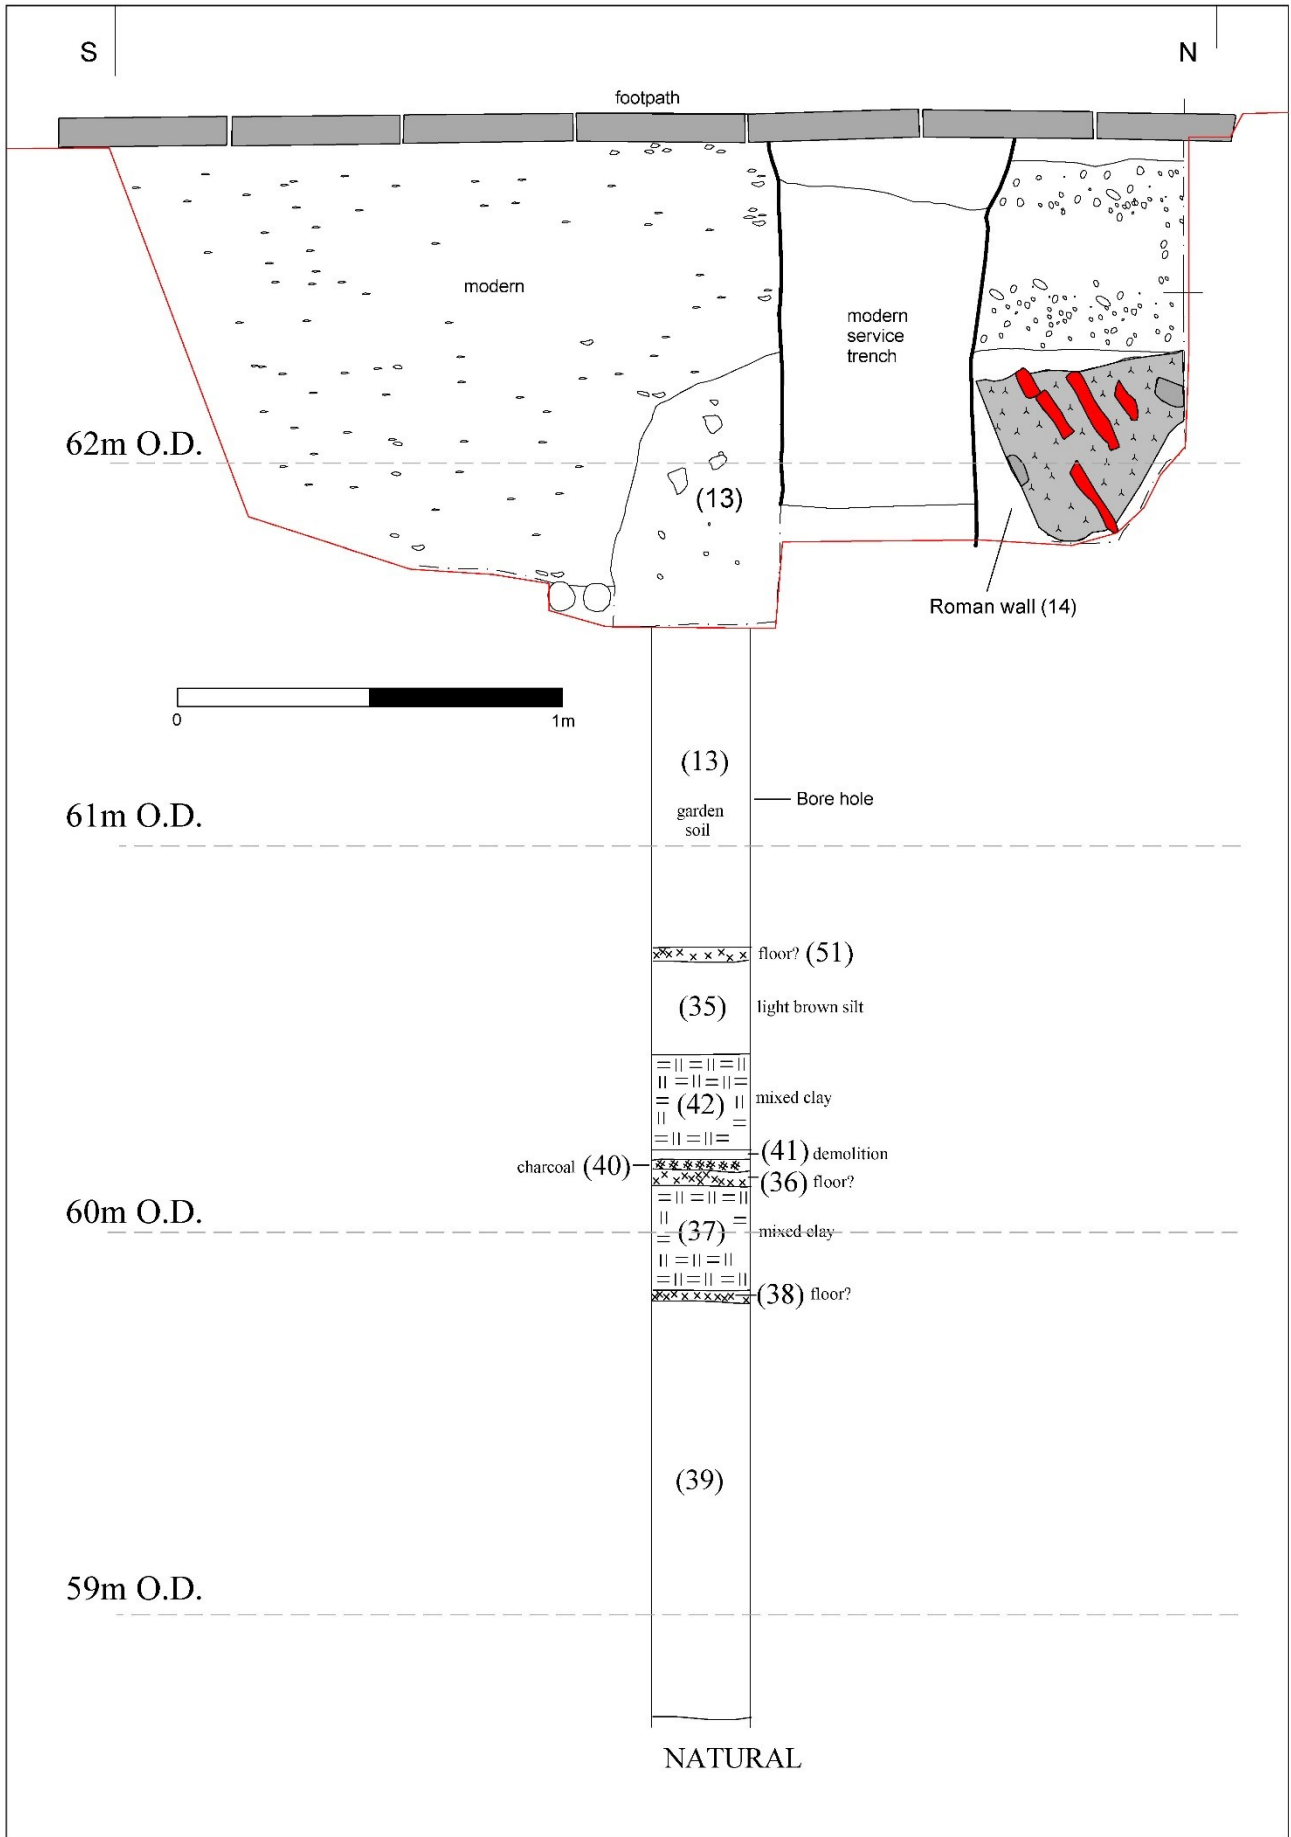 S
N
footpath
modern
modern
service
trench
62m O.D.
(13)
Roman wall (14)
0
1m
(13)
Bore hole
61m O.D.
garden
soil
floor? (51)
(35)
light brown silt
(42)
mixed clay
(41) demolition
charcoal (40)
(36) floor?
60m O.D.
(37)
mixed clay
(38) floor?
(39)
59m O.D.
NATURAL